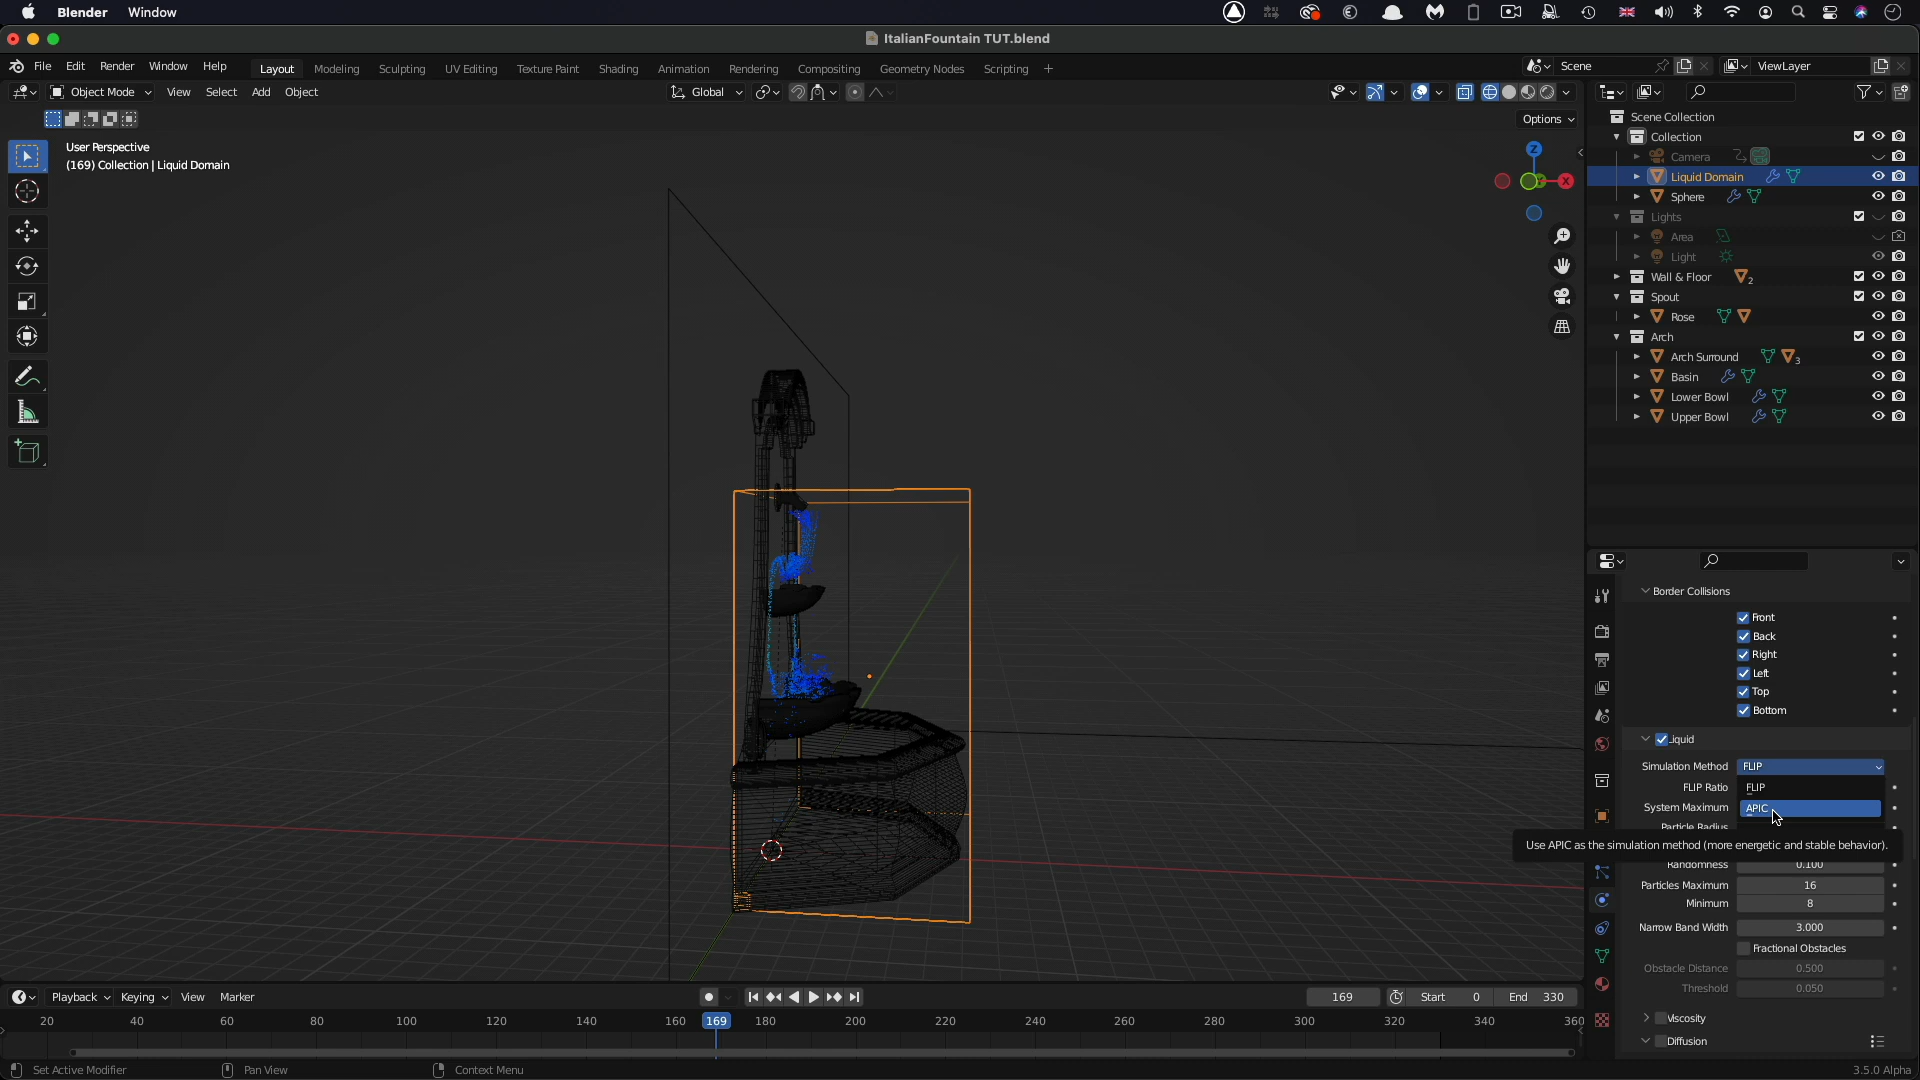 Blender Window
ItalianFountain TUT.blend
File Edit Render Window Help Layout Modeling Sculpting UV Editing Texture Paint Shading Animation Rendering Compositing Geometry Nodes Scripting + Scene ViewLayer
Object Mode View Select Add Object Global
Options
User Perspective
(169) Collection | Liquid Domain
Z
X
Scene Collection
Collection
Camera
Liquid Domain
Sphere
Lights
Area
Light
Wall & Floor 2
Spout
Rose
Arch
Arch Surround 3
Basin
Lower Bowl
Upper Bowl
Border Collisions
Front
Back
Right
Left
Top
Bottom
Liquid
Simulation Method FLIP
FLIP Ratio FLIP
System Maximum APIC
Particle Radius
Use APIC as the simulation method (more energetic and stable behavior).
Randomness 0.100
Particles Maximum 16
Minimum 8
Narrow Band Width 3.000
Fractional Obstacles
Obstacle Distance 0.500
Threshold 0.050
Viscosity
Diffusion
Playback Keying View Marker 169 Start 0 End 330
20 40 60 80 100 120 140 160 169 180 200 220 240 260 280 300 320 340 360
Set Active Modifier Pan View Context Menu 3.5.0 Alpha